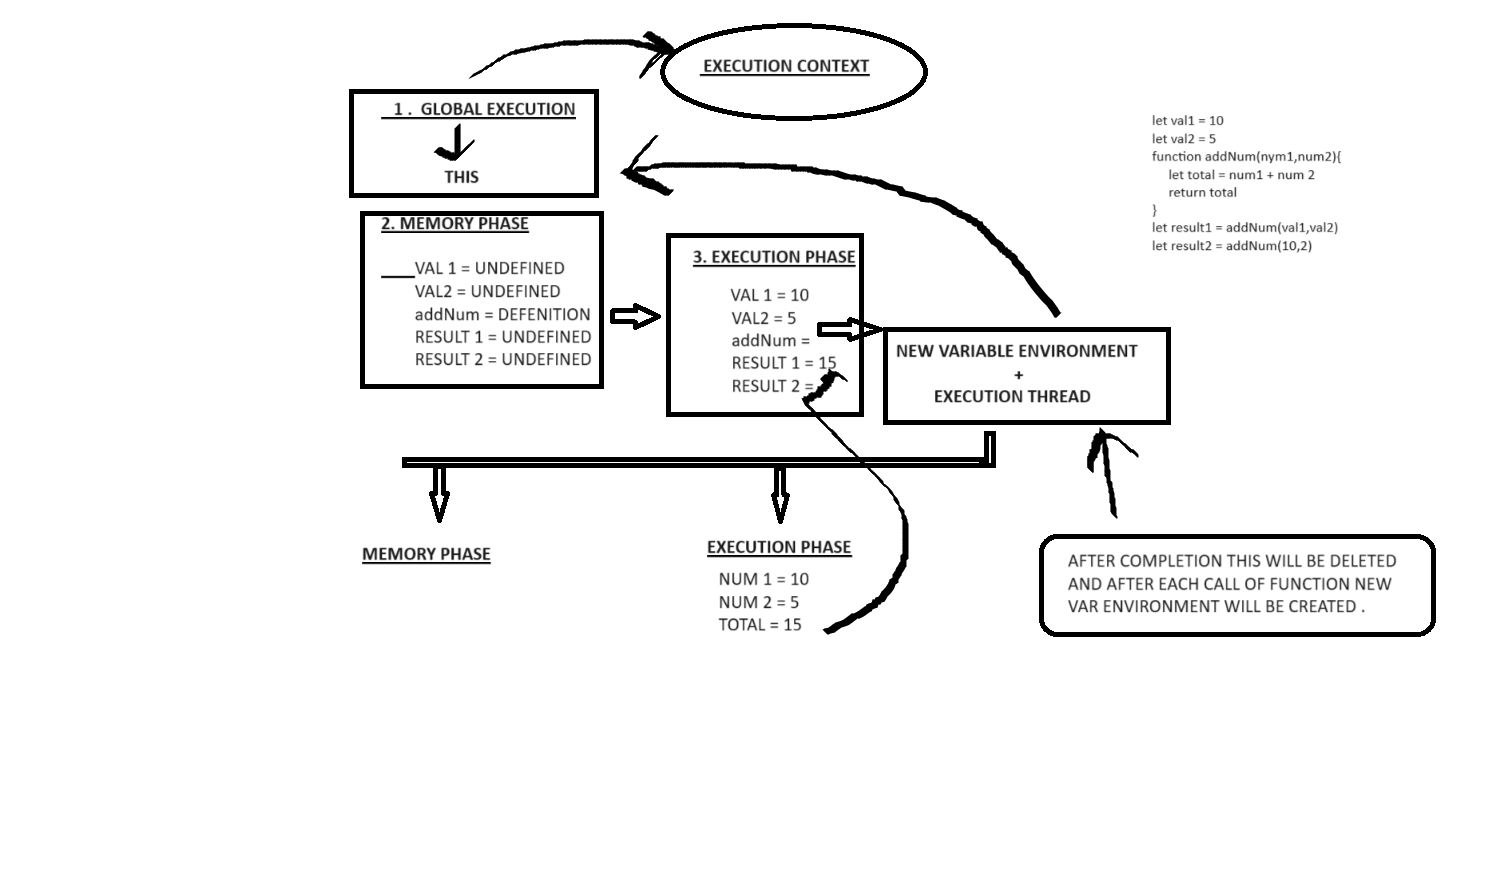 EXECUTION CONTEXT
1 . GLOBAL EXECUTION
THIS
2. MEMORY PHASE
VAL 1 = UNDEFINED
VAL2 = UNDEFINED
addNum = DEFENITION
RESULT 1 = UNDEFINED
RESULT 2 = UNDEFINED
3. EXECUTION PHASE
VAL 1 = 10
VAL2 = 5
addNum =
RESULT 1 = 15
RESULT 2 =
NEW VARIABLE ENVIRONMENT
+
EXECUTION THREAD
let val1 = 10
let val2 = 5
function addNum(nym1,num2){
let total = num1 + num 2
return total
}
let result1 = addNum(val1,val2)
let result2 = addNum(10,2)
MEMORY PHASE
EXECUTION PHASE
NUM 1 = 10
NUM 2 = 5
TOTAL = 15
AFTER COMPLETION THIS WILL BE DELETED
AND AFTER EACH CALL OF FUNCTION NEW
VAR ENVIRONMENT WILL BE CREATED .